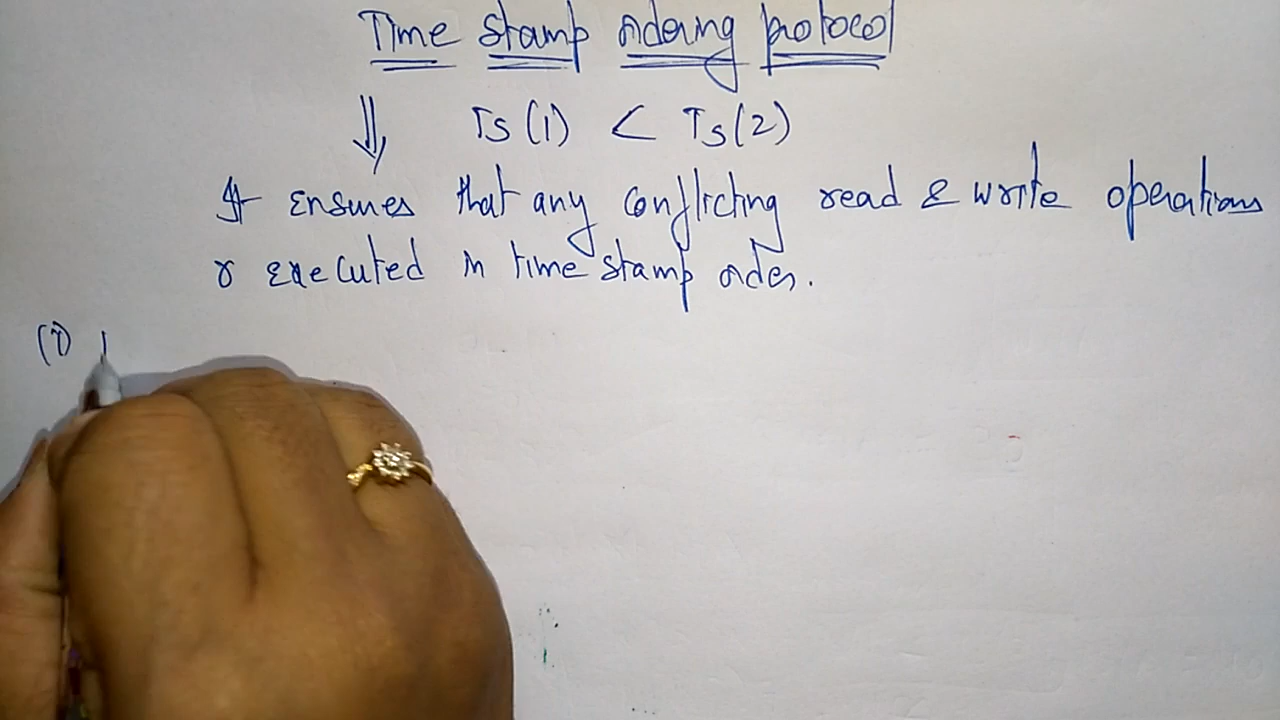 Time stamp ordering protocol
⇓ Ts(1) < Ts(2)
It ensures that any conflicting read & write operations
r executed in time stamp order.
(i)